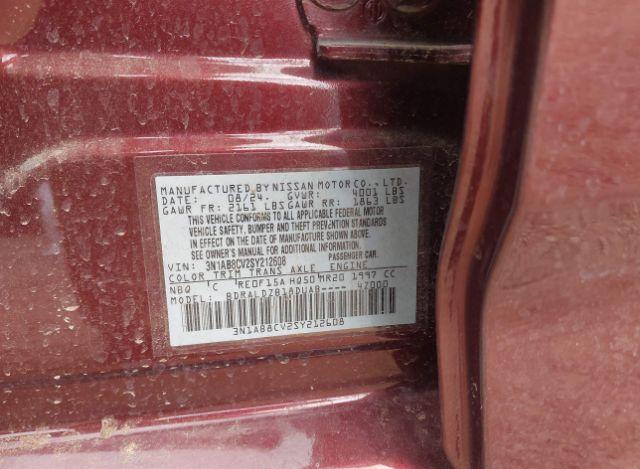 MANUFACTURED BY NISSAN MOTOR CO., LTD.
DATE: 08/24. GVWR: 4001 LBS
GAWR FR: 2161 LBS GAWR RR: 1863 LBS
THIS VEHICLE CONFORMS TO ALL APPLICABLE FEDERAL MOTOR
VEHICLE SAFETY, BUMPER AND THEFT PREVENTION STANDARDS
IN EFFECT ON THE DATE OF MANUFACTURE SHOWN ABOVE.
SEE OWNER'S MANUAL FOR ADDITIONAL INFORMATION
VIN: 3N1AB8CV2SY212608 PASSENGER CAR.
COLOR TRIM TRANS AXLE ENGINE
NBQ C RE0F15A HQ50 MR20 1997 CC
MODEL: BDRALDZB18DUAB---- 47000
3N1AB8CV2SY212608